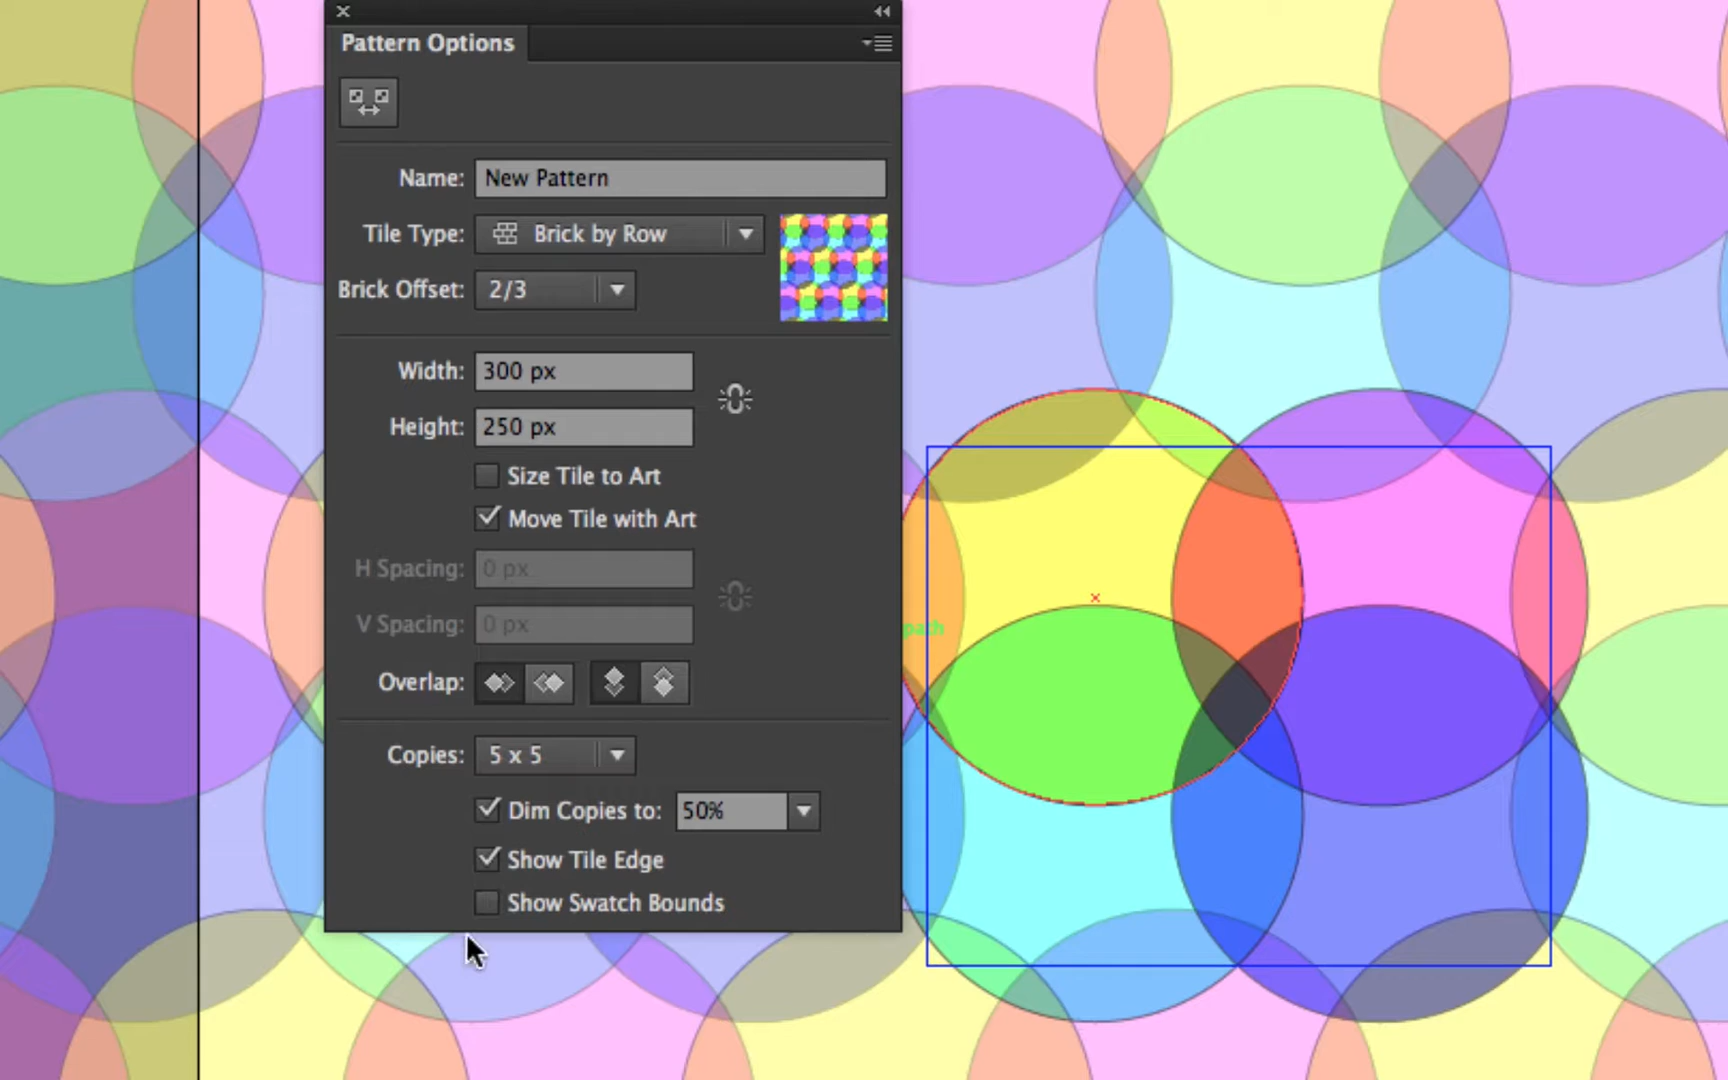 Pattern Options
Name: New Pattern
Tile Type: Brick by Row
Brick Offset: 2/3
Width: 300 px
Height: 250 px
Size Tile to Art
Move Tile with Art
H Spacing: 0 px
path
V Spacing: 0 px
Overlap:
Copies: 5 x 5
Dim Copies to: 50%
Show Tile Edge
Show Swatch Bounds